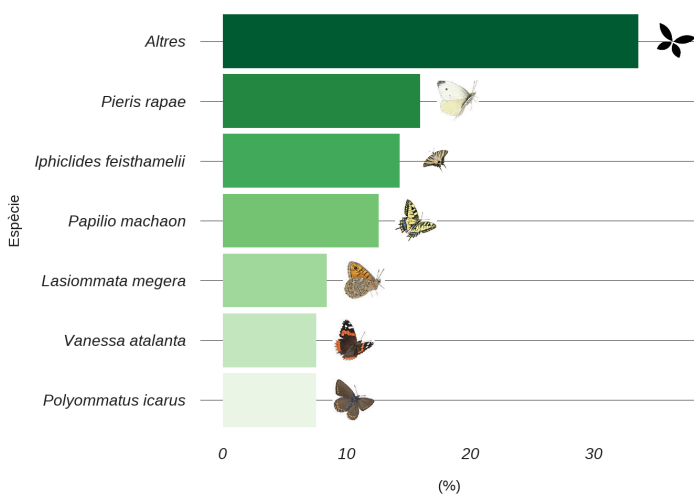 Espècie
Altres
Pieris rapae
Iphiclides feisthamelii
Papilio machaon
Lasiommata megera
Vanessa atalanta
Polyommatus icarus
0 10 20 30
(%)